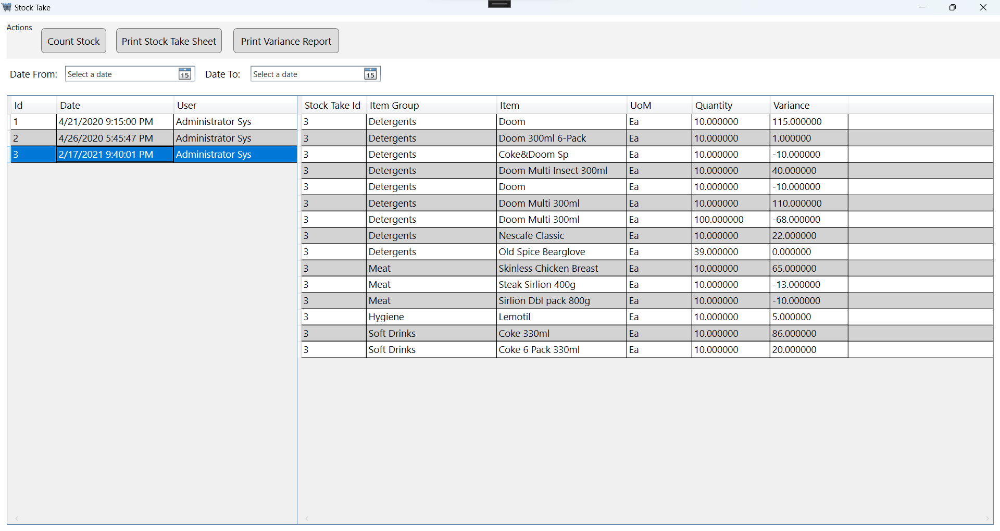 Stock Take
Actions
Count Stock Print Stock Take Sheet Print Variance Report
Date From: Select a date 15 Date To: Select a date 15
Id Date User
1 4/21/2020 9:15:00 PM Administrator Sys
2 4/26/2020 5:45:47 PM Administrator Sys
3 2/17/2021 9:40:01 PM Administrator Sys
Stock Take Id Item Group Item UoM Quantity Variance
3 Detergents Doom Ea 10.000000 115.000000
3 Detergents Doom 300ml 6-Pack Ea 10.000000 1.000000
3 Detergents Coke&Doom Sp Ea 10.000000 -10.000000
3 Detergents Doom Multi Insect 300ml Ea 10.000000 40.000000
3 Detergents Doom Ea 10.000000 -10.000000
3 Detergents Doom Multi 300ml Ea 10.000000 110.000000
3 Detergents Doom Multi 300ml Ea 100.000000 -68.000000
3 Detergents Nescafe Classic Ea 10.000000 22.000000
3 Detergents Old Spice Bearglove Ea 39.000000 0.000000
3 Meat Skinless Chicken Breast Ea 10.000000 65.000000
3 Meat Steak Sirlion 400g Ea 10.000000 -13.000000
3 Meat Sirlion Dbl pack 800g Ea 10.000000 -10.000000
3 Hygiene Lemotil Ea 10.000000 5.000000
3 Soft Drinks Coke 330ml Ea 10.000000 86.000000
3 Soft Drinks Coke 6 Pack 330ml Ea 10.000000 20.000000